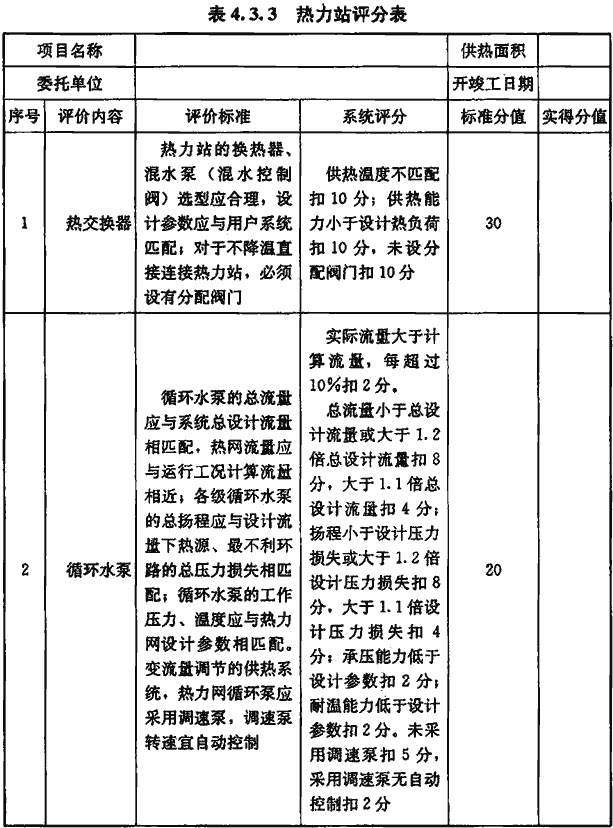 表4.3.3 热力站评分表
项目名称 供热面积
委托单位 开竣工日期
序号 评价内容 评价标准 系统评分 标准分值 实得分值
1
热交换器
热力站的换热器、
混水泵（混水控制
阀）选型应合理，设
计参数应与用户系统
匹配；对于不降温直
接连接热力站，必须
设有分配阀门
供热温度不匹配
扣10分；供热能
力小于设计热负荷
扣10分，未设分
配阀门扣10分
30
2
循环水泵
循环水泵的总流量
应与系统总设计流量
相匹配，热网流量应
与运行工况计算流量
相近；各级循环水泵
的总扬程应与设计流
量下热源、最不利环
路的总压力损失相匹
配；循环水泵的工作
压力、温度应与热力
网设计参数相匹配。
变流量调节的供热系
统，热力网循环泵应
采用调速泵，调速泵
转速宜自动控制
实际流量大于计
算流量，每超过
10%扣2分。
总流量小于总设
计流量或大于1.2
倍总设计流量扣8
分，大于1.1倍总
设计流量扣4分；
扬程小于设计压力
损失或大于1.2倍
设计压力损失扣8
分，大于1.1倍设
计压力损失扣4
分；承压能力低于
设计参数扣2分；
耐温能力低于设计
参数扣2分。未采
用调速泵扣5分，
采用调速泵无自动
控制扣2分
20